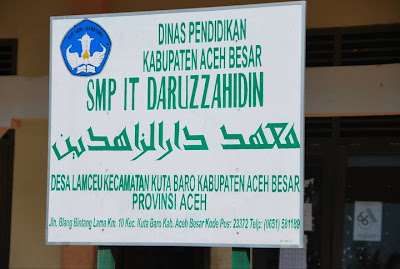 DINAS PENDIDIKAN
KABUPATEN ACEH BESAR
SMP IT DARUZZAHIDIN
معهد دارالزاهدين
DESA LAMCEU KECAMATAN KUTA BARO KABUPATEN ACEH BESAR
PROVINSI ACEH
Jln. Blang Bintang Lama Km. 10 Kec. Kuta Baro Kab. Aceh Besar Kode Pos: 23372 Telp: (0651) 581189